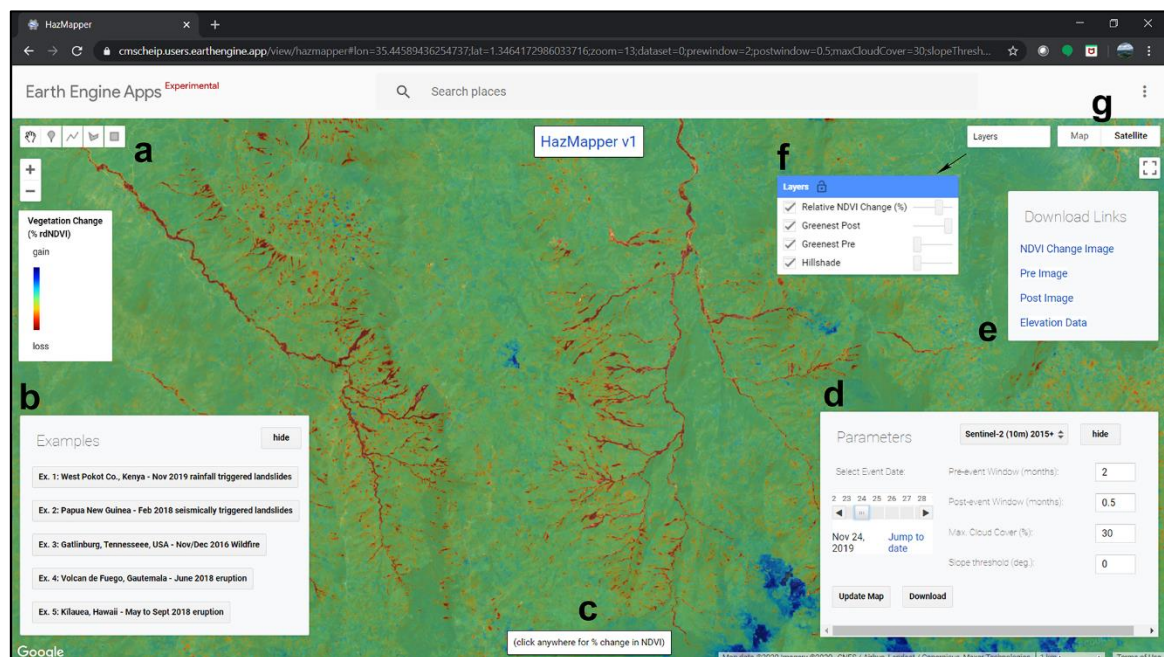 HazMapper
cmscheip.users.earthengine.app/view/hazmapper#lon=35.44589436254737;lat=1.3464172986033716;zoom=13;dataset=0;prewindow=2;postwindow=0.5;maxCloudCover=30;slopeThresh...
Earth Engine Apps Experimental
Search places
g
a
HazMapper v1
Layers
Map
Satellite
f
Vegetation Change
(% rdNDVI)
gain
loss
Layers
Relative NDVI Change (%)
Greenest Post
Greenest Pre
Hillshade
Download Links
NDVI Change Image
Pre Image
Post Image
Elevation Data
e
b
Examples
hide
Ex. 1: West Pokot Co., Kenya - Nov 2019 rainfall triggered landslides
Ex. 2: Papua New Guinea - Feb 2018 seismically triggered landslides
Ex. 3: Gatlinburg, Tennesseee, USA - Nov/Dec 2016 Wildfire
Ex. 4: Volcan de Fuego, Gautemala - June 2018 eruption
Ex. 5: Kilauea, Hawaii - May to Sept 2018 eruption
c
(click anywhere for % change in NDVI)
d
Parameters
Sentinel-2 (10m) 2015+
hide
Select Event Date:
2 23 24 25 26 27 28
Nov 24,
2019
Jump to
date
Pre-event Window (months):
2
Post-event Window (months):
0.5
Max. Cloud Cover (%):
30
Slope threshold (deg.):
0
Update Map
Download
Google